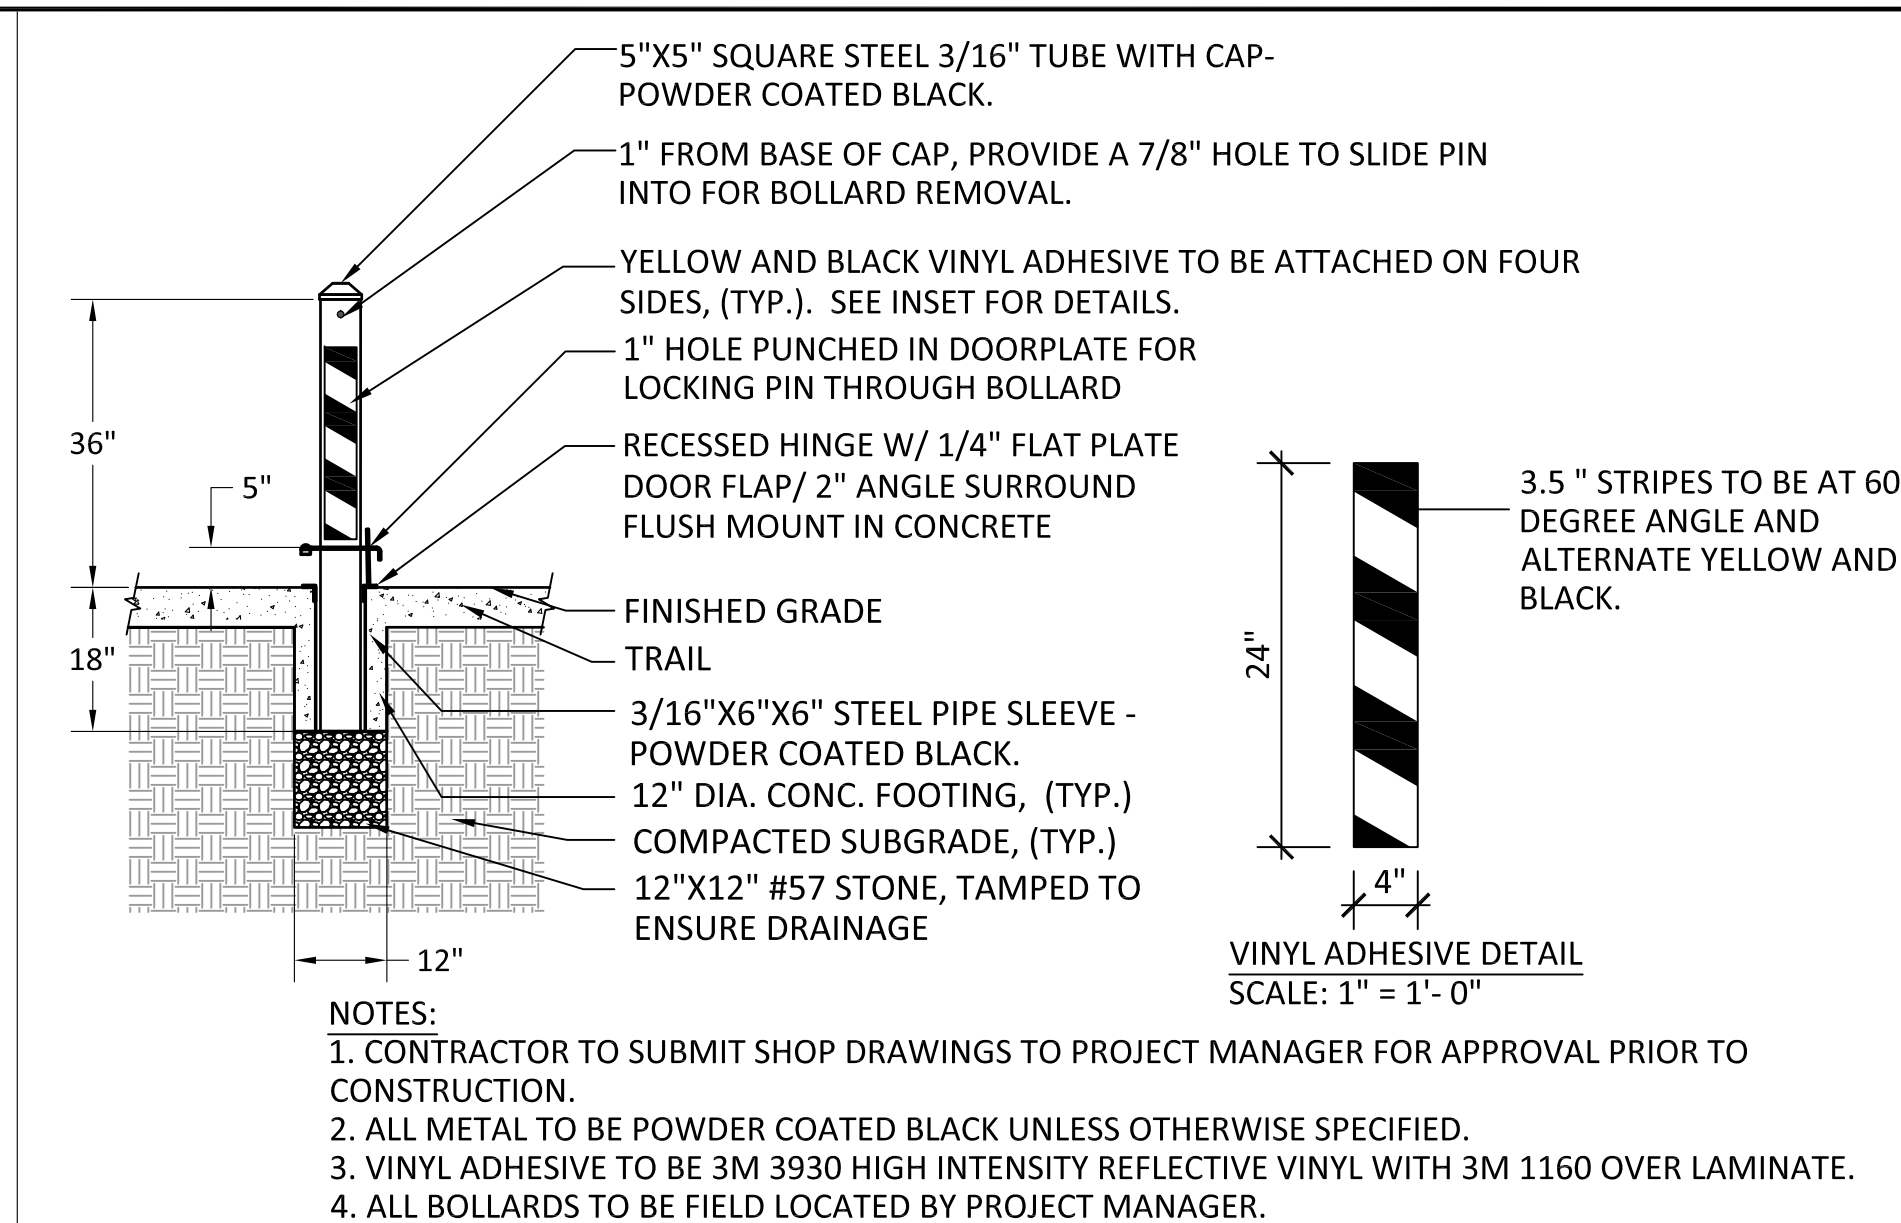 5"X5" SQUARE STEEL 3/16" TUBE WITH CAP-
POWDER COATED BLACK.
1" FROM BASE OF CAP, PROVIDE A 7/8" HOLE TO SLIDE PIN
INTO FOR BOLLARD REMOVAL.
YELLOW AND BLACK VINYL ADHESIVE TO BE ATTACHED ON FOUR
SIDES, (TYP.). SEE INSET FOR DETAILS.
1" HOLE PUNCHED IN DOORPLATE FOR
LOCKING PIN THROUGH BOLLARD
RECESSED HINGE W/ 1/4" FLAT PLATE
DOOR FLAP/ 2" ANGLE SURROUND
FLUSH MOUNT IN CONCRETE
FINISHED GRADE
TRAIL
3/16"X6"X6" STEEL PIPE SLEEVE -
POWDER COATED BLACK.
12" DIA. CONC. FOOTING, (TYP.)
COMPACTED SUBGRADE, (TYP.)
12"X12" #57 STONE, TAMPED TO
ENSURE DRAINAGE
36"
5"
18"
12"
3.5 " STRIPES TO BE AT 60
DEGREE ANGLE AND
ALTERNATE YELLOW AND
BLACK.
24"
4"
VINYL ADHESIVE DETAIL
SCALE: 1" = 1'- 0"
NOTES:
1. CONTRACTOR TO SUBMIT SHOP DRAWINGS TO PROJECT MANAGER FOR APPROVAL PRIOR TO
CONSTRUCTION.
2. ALL METAL TO BE POWDER COATED BLACK UNLESS OTHERWISE SPECIFIED.
3. VINYL ADHESIVE TO BE 3M 3930 HIGH INTENSITY REFLECTIVE VINYL WITH 3M 1160 OVER LAMINATE.
4. ALL BOLLARDS TO BE FIELD LOCATED BY PROJECT MANAGER.